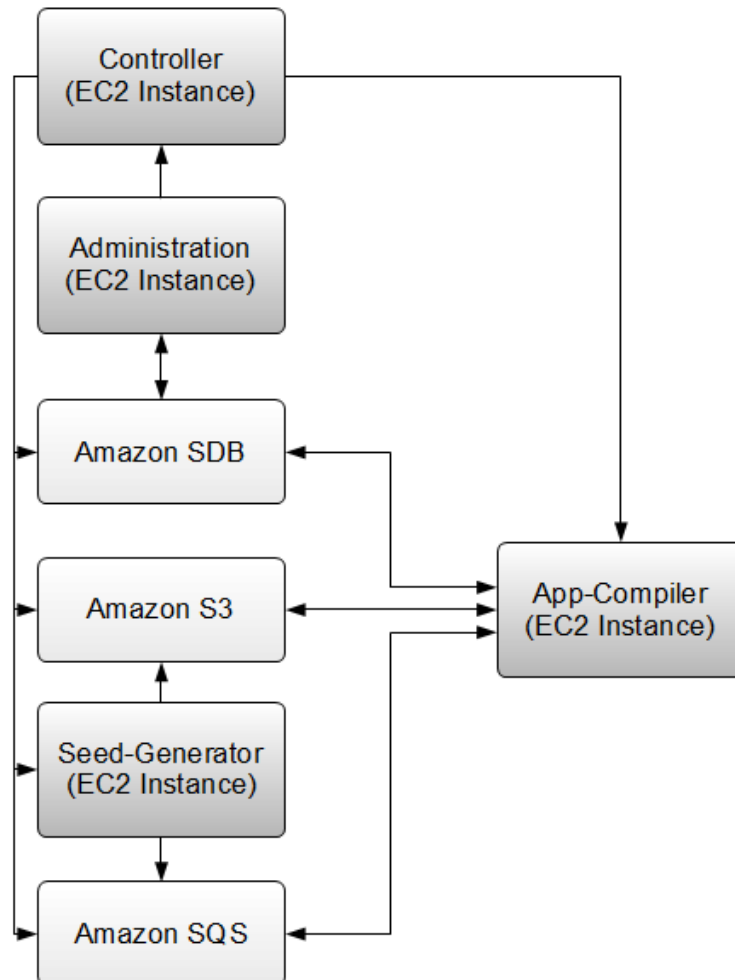 Controller
(EC2 Instance)
Administration
(EC2 Instance)
Amazon SDB
Amazon S3
App-Compiler
(EC2 Instance)
Seed-Generator
(EC2 Instance)
Amazon SQS